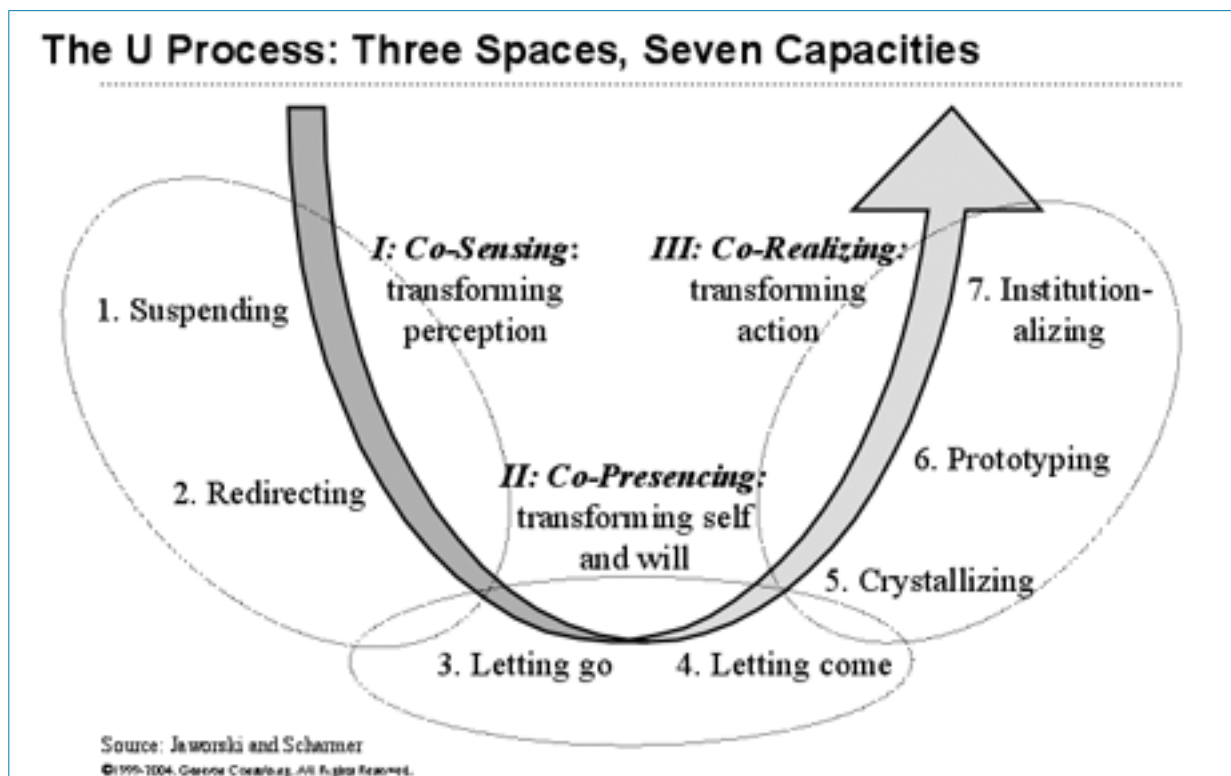 The U Process: Three Spaces, Seven Capacities
I: Co-Sensing:
transforming
perception
III: Co-Realizing:
transforming
action
1. Suspending
7. Institution-
alizing
2. Redirecting
II: Co-Presencing:
transforming self
and will
6. Prototyping
5. Crystallizing
3. Letting go
4. Letting come
Source: Jaworski and Scharmer
©1999-2004, Generon Consulting. All Rights Reserved.